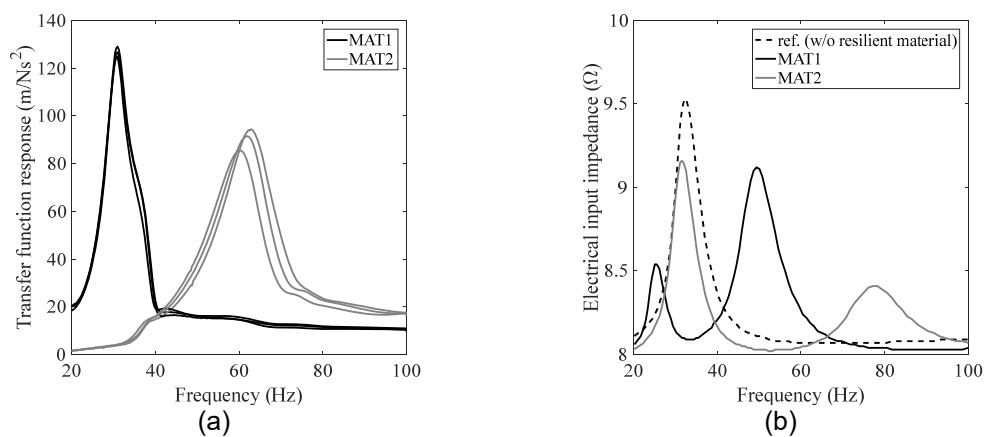 140
120
100
80
60
40
20
0
20 40 60 80 100
Transfer function response (m/Ns²)
Frequency (Hz)
MAT1
MAT2
(a)
10
9.5
9
8.5
8
20 40 60 80 100
Electrical input impedance (Ω)
Frequency (Hz)
ref. (w/o resilient material)
MAT1
MAT2
(b)